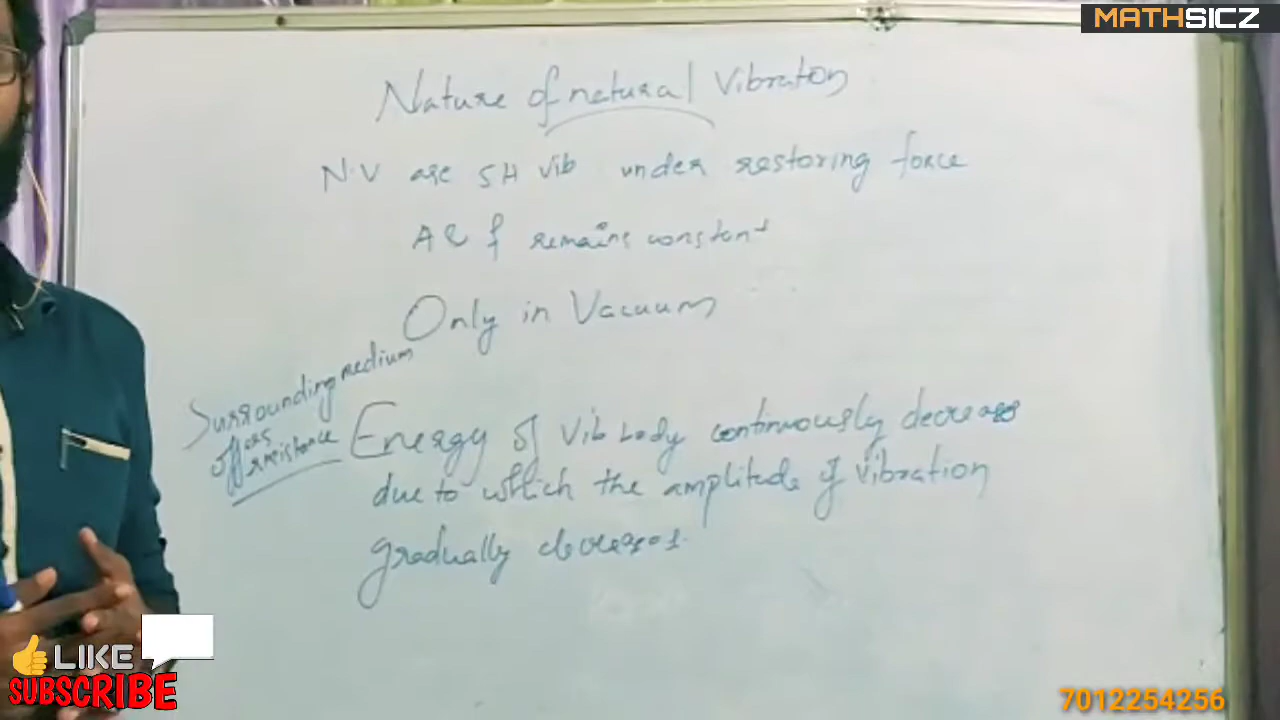 MATHSICZ
Nature of natural Vibration
N.V are SH vib under restoring force
A & f remains constant
Only in Vacuum
Surrounding medium
offers
resistance
Energy of vib body continuously decreases
due to which the amplitude of vibration
gradually decreases.
LIKE
SUBSCRIBE
7012254256